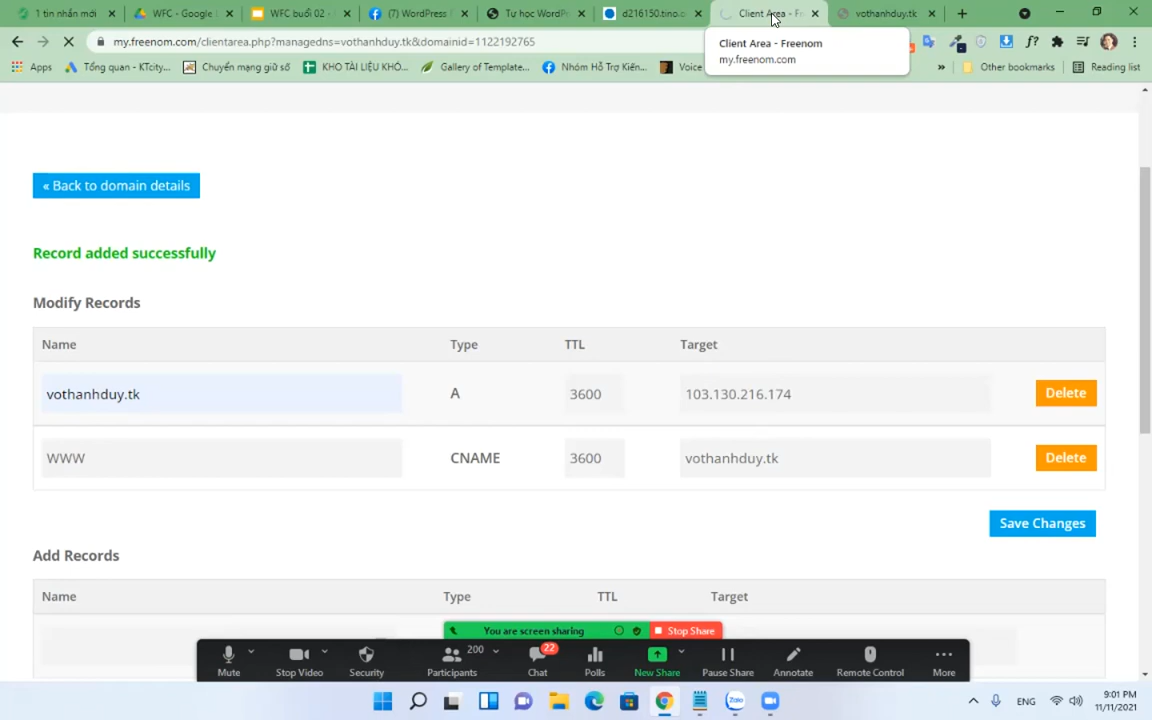 1 tin nhắn mới
WFC - Google
WFC buổi 02 -
(7) WordPress
Tự học WordP
d216150.tino.c
Client Area - F
vothanhduy.tk
my.freenom.com/clientarea.php?managedns=vothanhduy.tk&domainid=1122192765
Client Area - Freenom
my.freenom.com
Apps
Tổng quan - KTcity...
Chuyển mạng giữ số
KHO TÀI LIỆU KHÓ...
Gallery of Template...
Nhóm Hỗ Trợ Kiến...
Voice
»
Other bookmarks
Reading list
« Back to domain details
Record added successfully
Modify Records
Name Type TTL Target
vothanhduy.tk A 3600 103.130.216.174 Delete
WWW CNAME 3600 vothanhduy.tk Delete
Save Changes
Add Records
Name Type TTL Target
You are screen sharing
Stop Share
200
22
Mute
Stop Video
Security
Participants
Chat
Polls
New Share
Pause Share
Annotate
Remote Control
More
Zalo
ENG
9:01 PM
11/11/2021